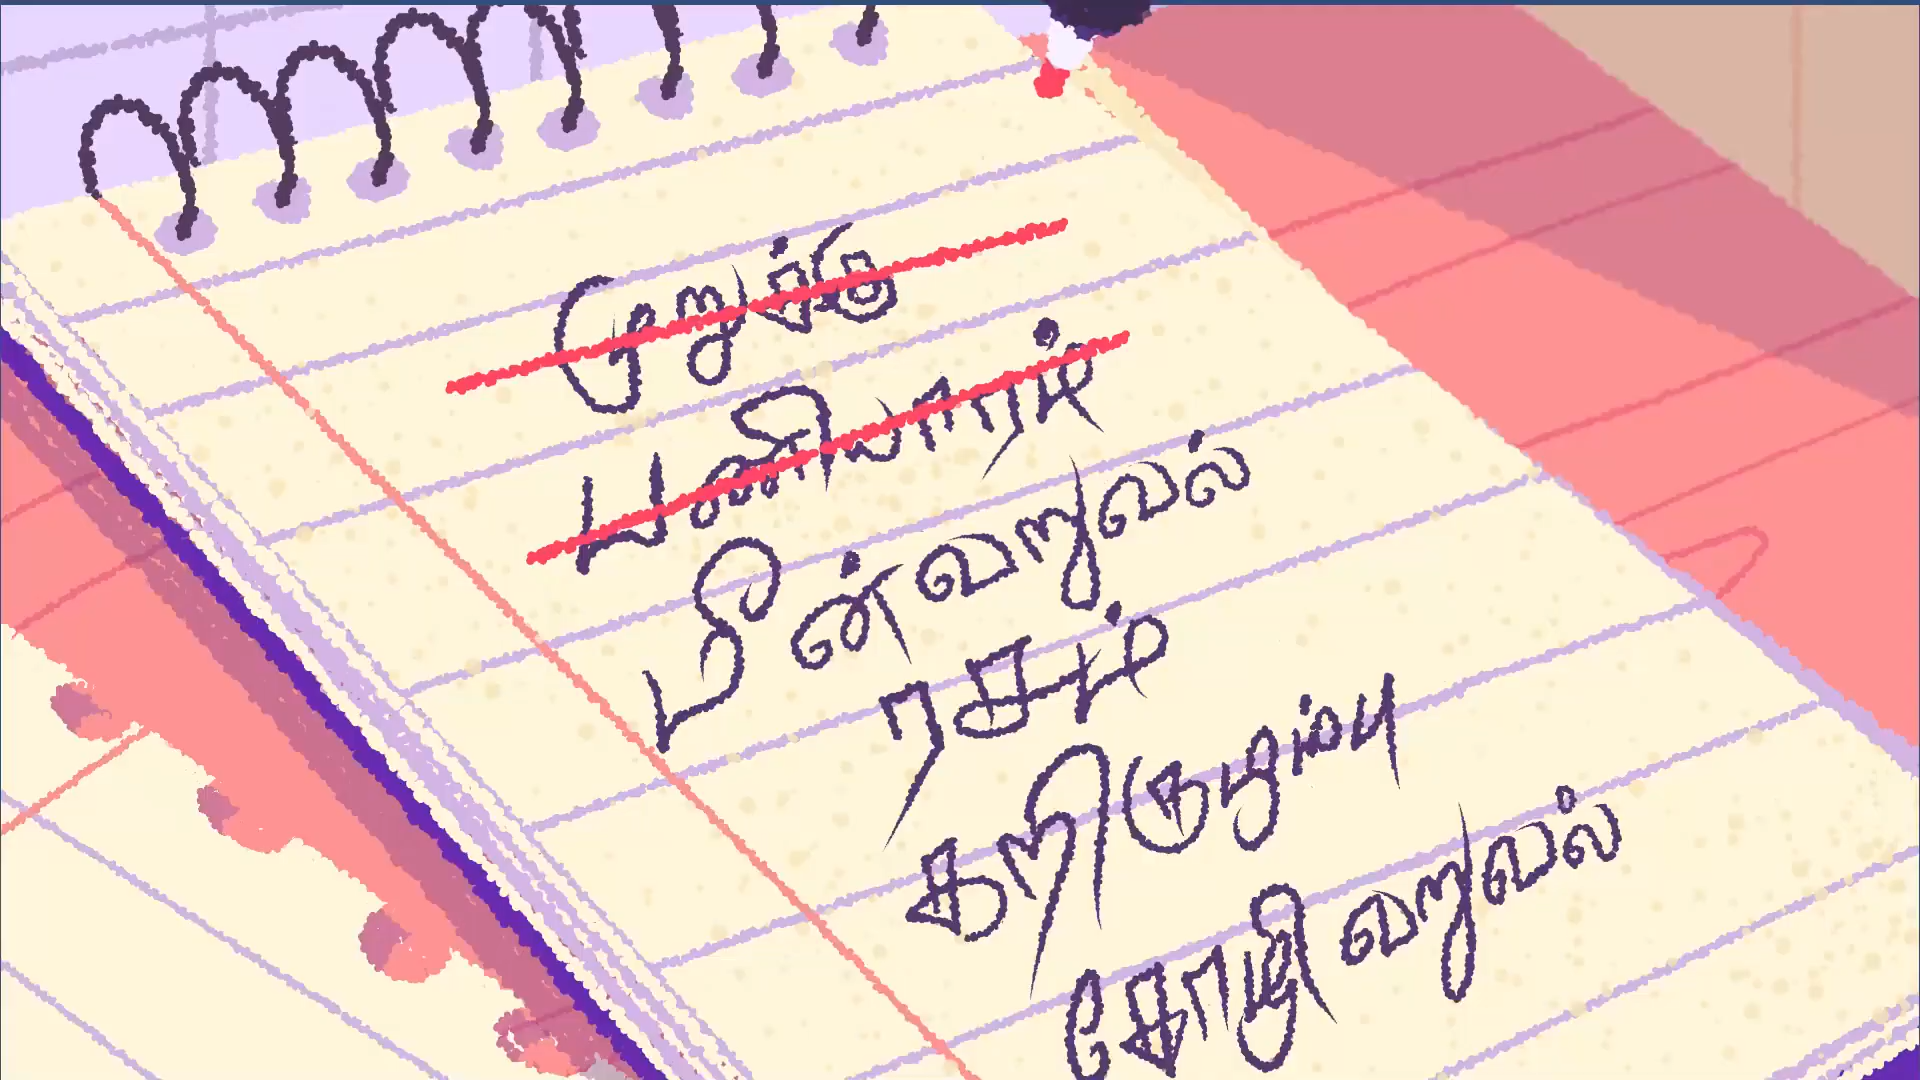 முறுக்கு
பணியாரம்
மீன்வறுவல்
ரசம்
கறிகுழம்பு
கோழி வறுவல்